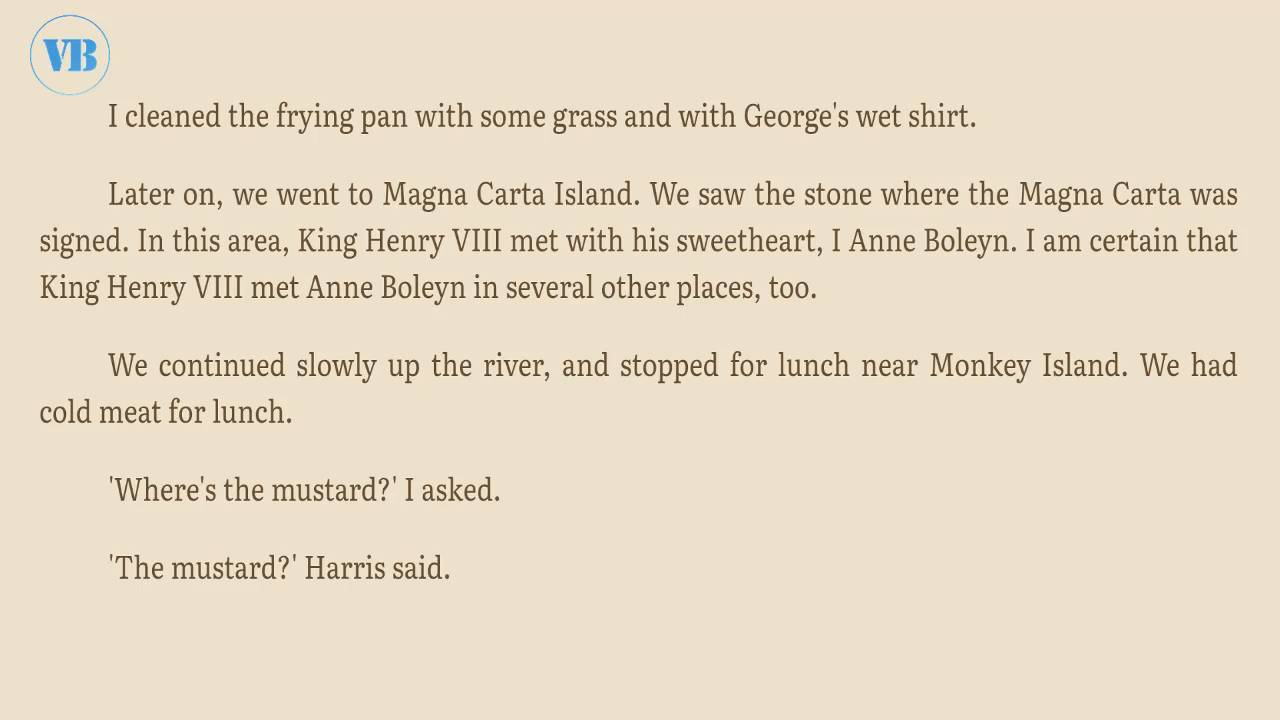 VB
I cleaned the frying pan with some grass and with George's wet shirt.
Later on, we went to Magna Carta Island. We saw the stone where the Magna Carta was
signed. In this area, King Henry VIII met with his sweetheart, I Anne Boleyn. I am certain that
King Henry VIII met Anne Boleyn in several other places, too.
We continued slowly up the river, and stopped for lunch near Monkey Island. We had
cold meat for lunch.
'Where's the mustard?' I asked.
'The mustard?' Harris said.